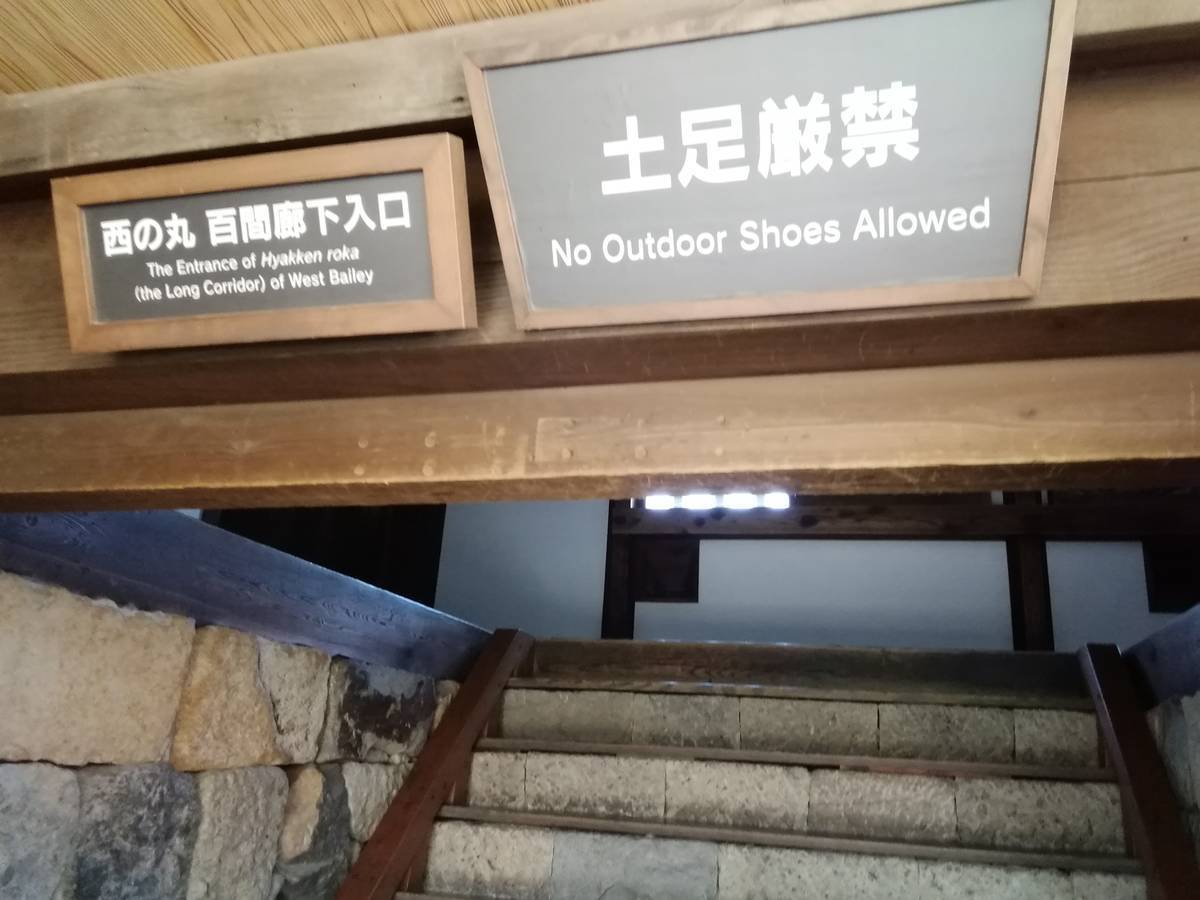 西の丸 百間廊下入口
The Entrance of Hyakken roka
(the Long Corridor) of West Bailey
土足厳禁
No Outdoor Shoes Allowed